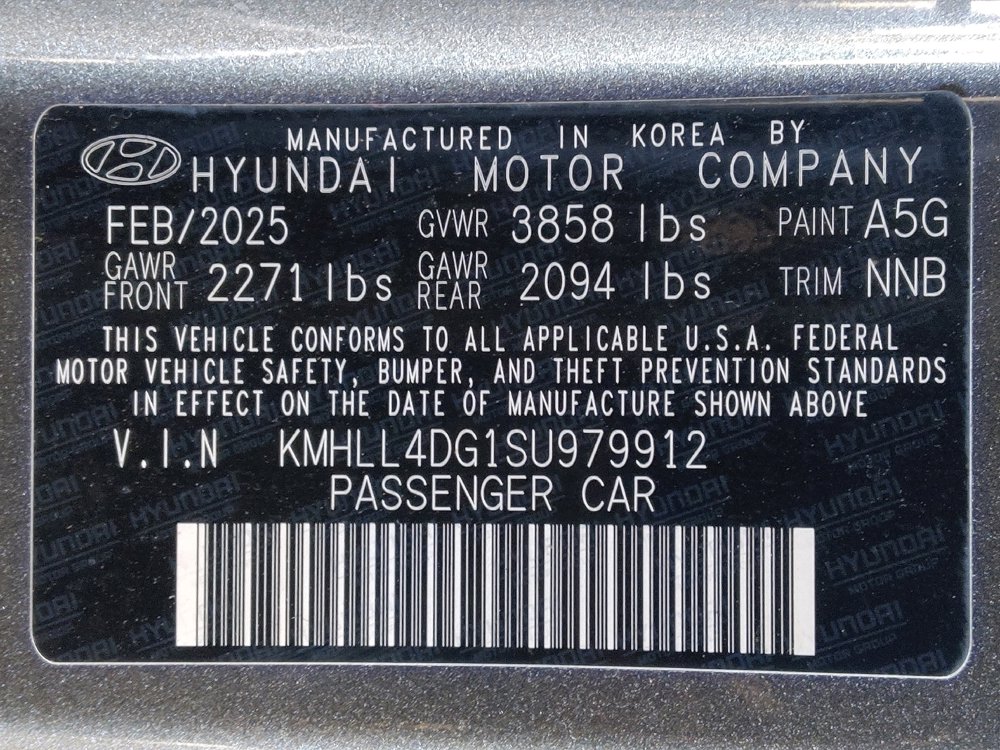 MANUFACTURED IN KOREA BY
HYUNDAI MOTOR COMPANY
FEB/2025 GVWR 3858 lbs PAINT A5G
GAWR FRONT 2271 lbs GAWR REAR 2094 lbs TRIM NNB
THIS VEHICLE CONFORMS TO ALL APPLICABLE U.S.A. FEDERAL
MOTOR VEHICLE SAFETY, BUMPER, AND THEFT PREVENTION STANDARDS
IN EFFECT ON THE DATE OF MANUFACTURE SHOWN ABOVE
V.I.N KMHLL4DG1SU979912
PASSENGER CAR